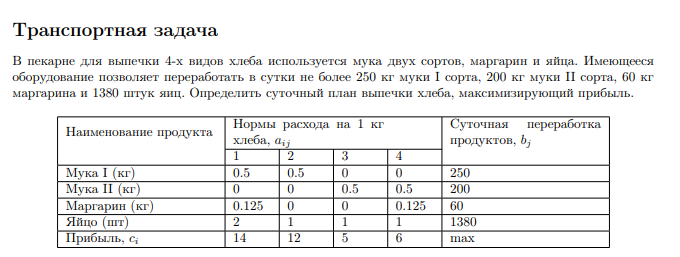 Транспортная задача
В пекарне для выпечки 4-х видов хлеба используется мука двух сортов, маргарин и яйца. Имеющееся
оборудование позволяет переработать в сутки не более 250 кг муки I сорта, 200 кг муки II сорта, 60 кг
маргарина и 1380 штук яиц. Определить суточный план выпечки хлеба, максимизирующий прибыль.
Наименование продукта Нормы расхода на 1 кг хлеба, a_{ij} Суточная переработка продуктов, b_j
1 2 3 4
Мука I (кг) 0.5 0.5 0 0 250
Мука II (кг) 0 0 0.5 0.5 200
Маргарин (кг) 0.125 0 0 0.125 60
Яйцо (шт) 2 1 1 1 1380
Прибыль, c_i 14 12 5 6 max